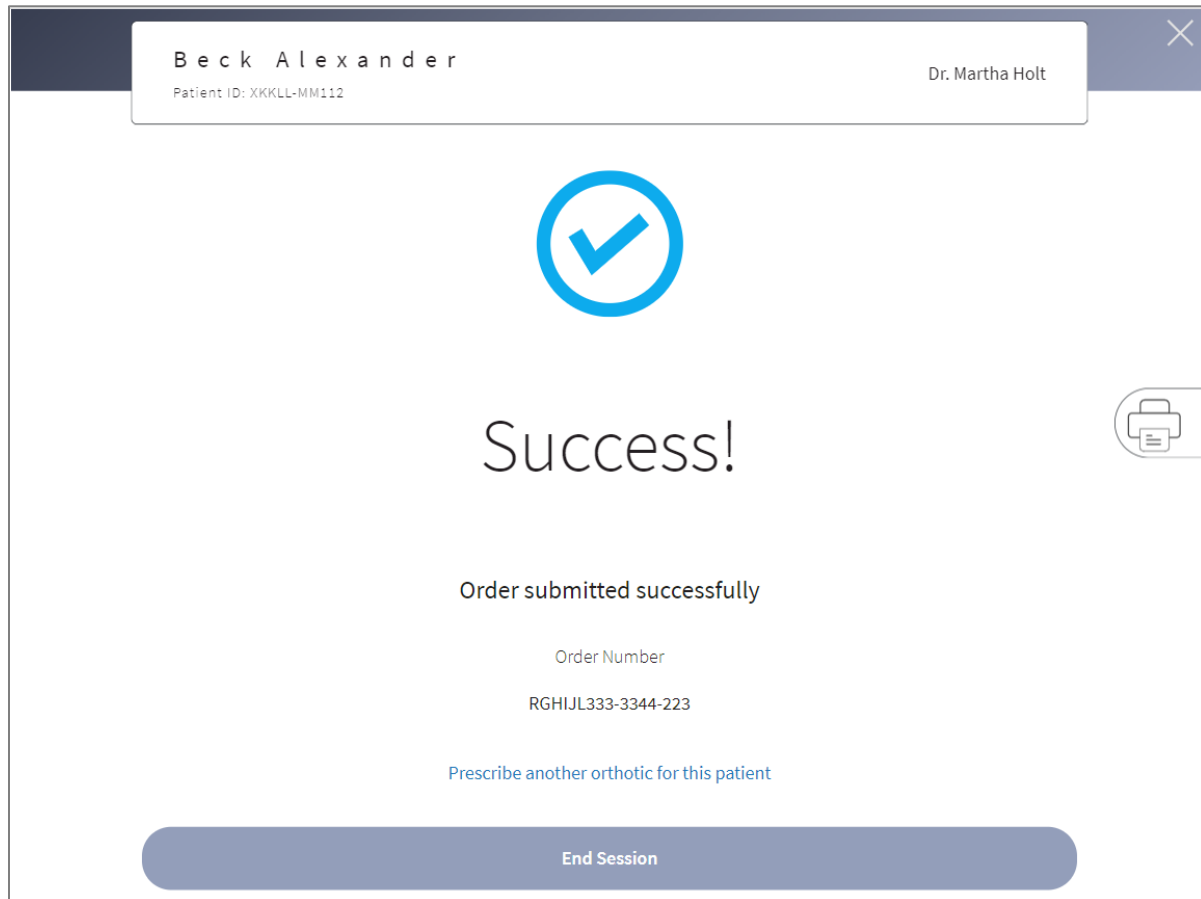 Beck Alexander
Patient ID: XKKLL-MM112
Dr. Martha Holt
Success!
Order submitted successfully
Order Number
RGHIJL333-3344-223
Prescribe another orthotic for this patient
End Session